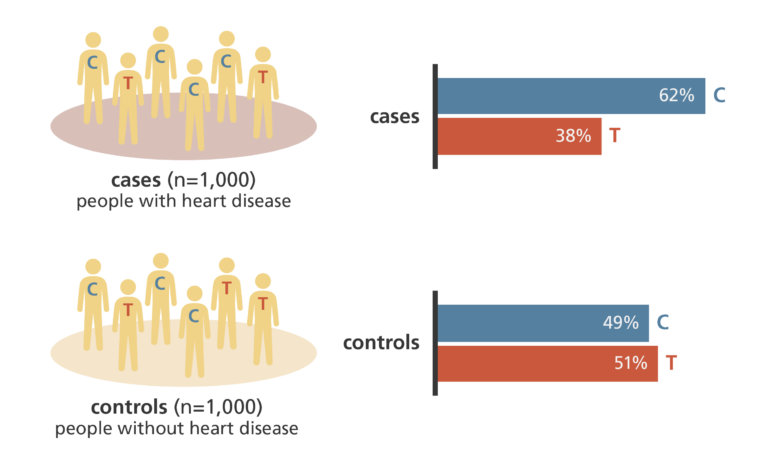 C
T
C
C
C
T
cases (n=1,000)
people with heart disease
cases
62% C
38% T
C
T
C
C
T
T
controls (n=1,000)
people without heart disease
controls
49% C
51% T